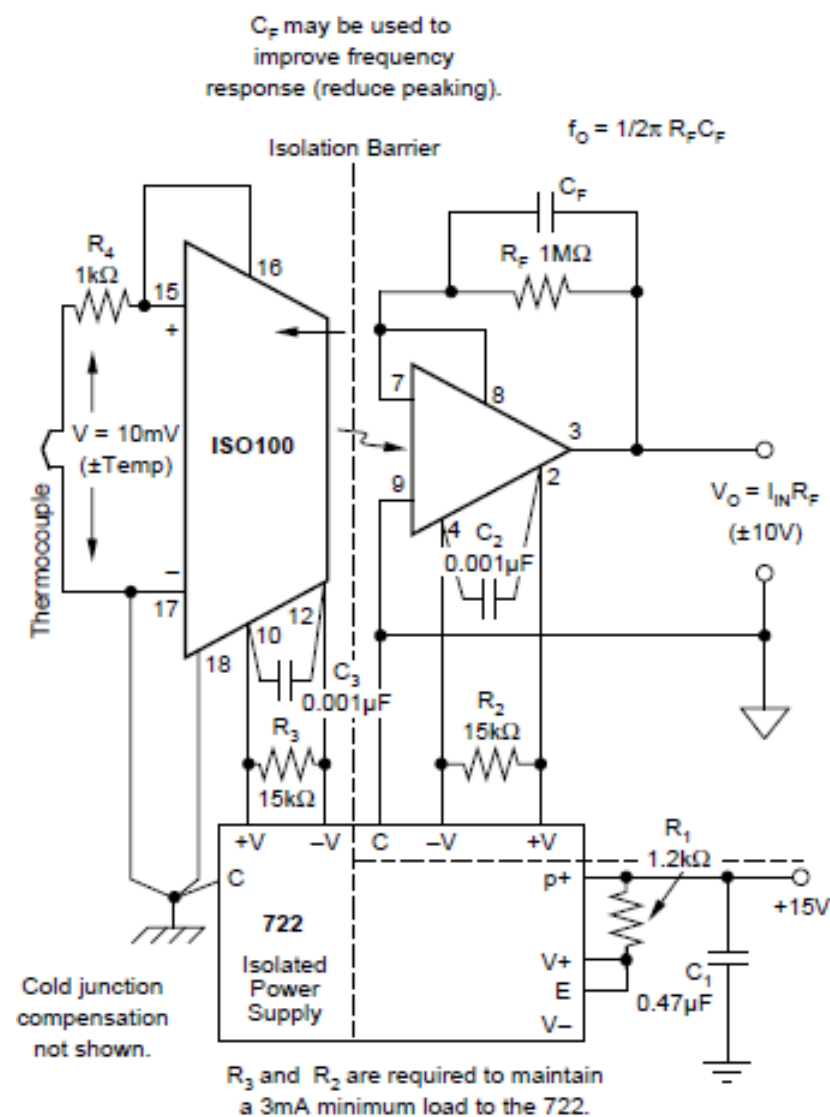 C_F may be used to
improve frequency
response (reduce peaking).
f_O = 1/2π R_F C_F
Isolation Barrier
C_F
R_F 1MΩ
R_4
1kΩ
15
16
+
7
8
3
ISO100
V = 10mV
(±Temp)
9
2
V_O = I_IN R_F
(±10V)
4
C_2
0.001µF
Thermocouple
–
17
12
10
18
C_3
0.001µF
R_3
15kΩ
R_2
15kΩ
+V
–V
C
–V
+V
R_1
1.2kΩ
C
p+
+15V
722
Isolated
Power
Supply
V+
E
V–
C_1
0.47µF
Cold junction
compensation
not shown.
R_3 and R_2 are required to maintain
a 3mA minimum load to the 722.